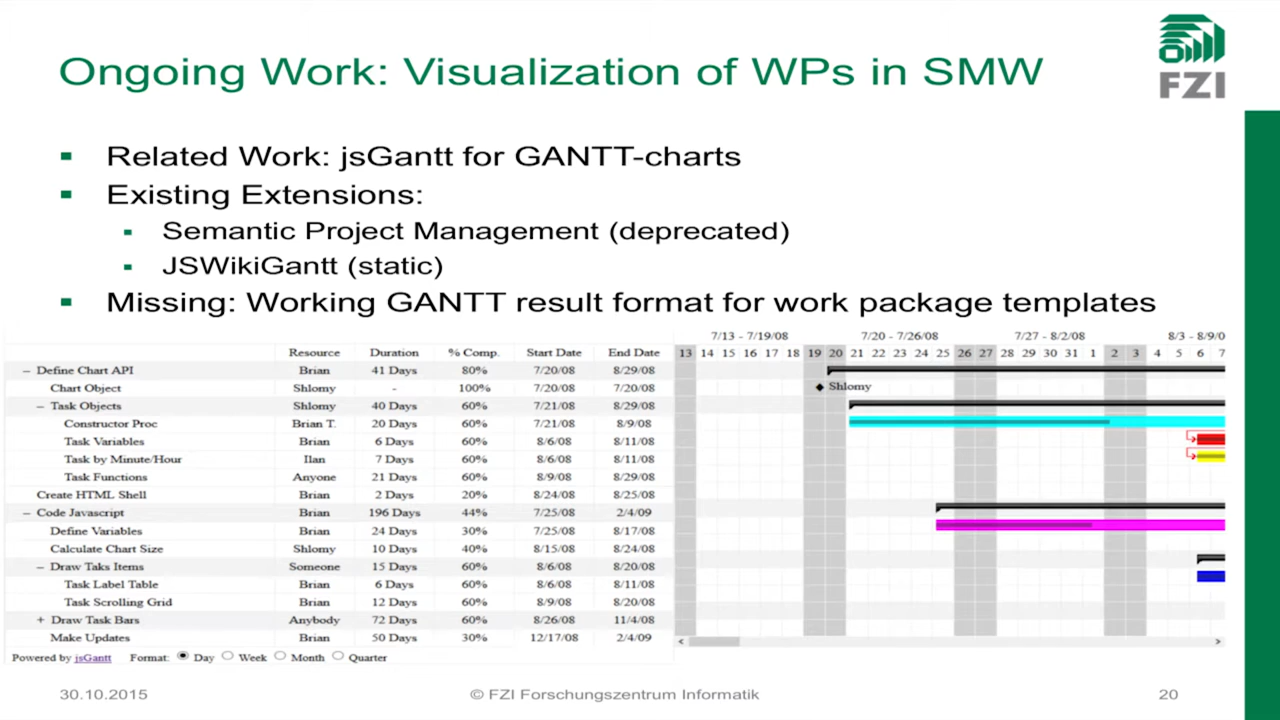 Ongoing Work: Visualization of WPs in SMW
FZI
Related Work: jsGantt for GANTT-charts
Existing Extensions:
Semantic Project Management (deprecated)
JSWikiGantt (static)
Missing: Working GANTT result format for work package templates
7/13 - 7/19/08 7/20 - 7/26/08 7/27 - 8/2/08 8/3 - 8/9/0
Resource Duration % Comp. Start Date End Date 13 14 15 16 17 18 19 20 21 22 23 24 25 26 27 28 29 30 31 1 2 3 4 5 6 7
– Define Chart API Brian 41 Days 80% 7/20/08 8/29/08
Chart Object Shlomy - 100% 7/20/08 7/20/08 Shlomy
– Task Objects Shlomy 40 Days 60% 7/21/08 8/29/08
Constructor Proc Brian T. 20 Days 60% 7/21/08 8/9/08
Task Variables Brian 6 Days 60% 8/6/08 8/11/08
Task by Minute/Hour Ilan 7 Days 60% 8/6/08 8/11/08
Task Functions Anyone 21 Days 60% 8/9/08 8/29/08
Create HTML Shell Brian 2 Days 20% 8/24/08 8/25/08
– Code Javascript Brian 196 Days 44% 7/25/08 2/4/09
Define Variables Brian 24 Days 30% 7/25/08 8/17/08
Calculate Chart Size Shlomy 10 Days 40% 8/15/08 8/24/08
– Draw Taks Items Someone 15 Days 60% 8/6/08 8/20/08
Task Label Table Brian 6 Days 60% 8/6/08 8/11/08
Task Scrolling Grid Brian 12 Days 60% 8/9/08 8/20/08
+ Draw Task Bars Anybody 72 Days 60% 8/26/08 11/4/08
Make Updates Brian 50 Days 30% 12/17/08 2/4/09
Powered by jsGantt Format: Day Week Month Quarter
30.10.2015 © FZI Forschungszentrum Informatik 20